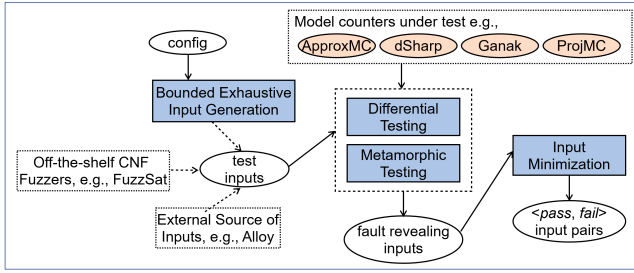 Model counters under test e.g.,
ApproxMC
dSharp
Ganak
ProjMC
config
Bounded Exhaustive
Input Generation
Differential
Testing
Metamorphic
Testing
Input
Minimization
Off-the-shelf CNF
Fuzzers, e.g., FuzzSat
test
inputs
External Source of
Inputs, e.g., Alloy
fault revealing
inputs
<pass, fail>
input pairs